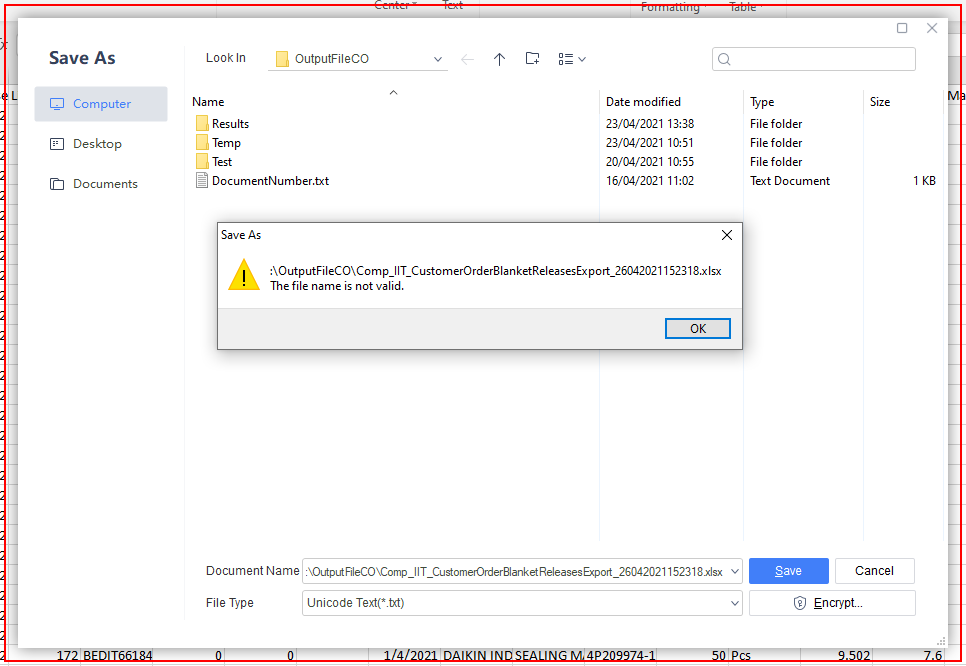 Center Text Formatting Table
Save As
Look In OutputFileCO
Computer
Desktop
Documents
Name Date modified Type Size
Results 23/04/2021 13:38 File folder
Temp 23/04/2021 10:51 File folder
Test 20/04/2021 10:55 File folder
DocumentNumber.txt 16/04/2021 11:02 Text Document 1 KB
Save As
:\OutputFileCO\Comp_IIT_CustomerOrderBlanketReleasesExport_26042021152318.xlsx
The file name is not valid.
OK
Document Name :\OutputFileCO\Comp_IIT_CustomerOrderBlanketReleasesExport_26042021152318.xlsx Save Cancel
File Type Unicode Text(*.txt) Encrypt...
172 BEDIT66184 0 0 1/4/2021 DAIKIN IND SEALING MA 4P209974-1 50 Pcs 9,502 7.6